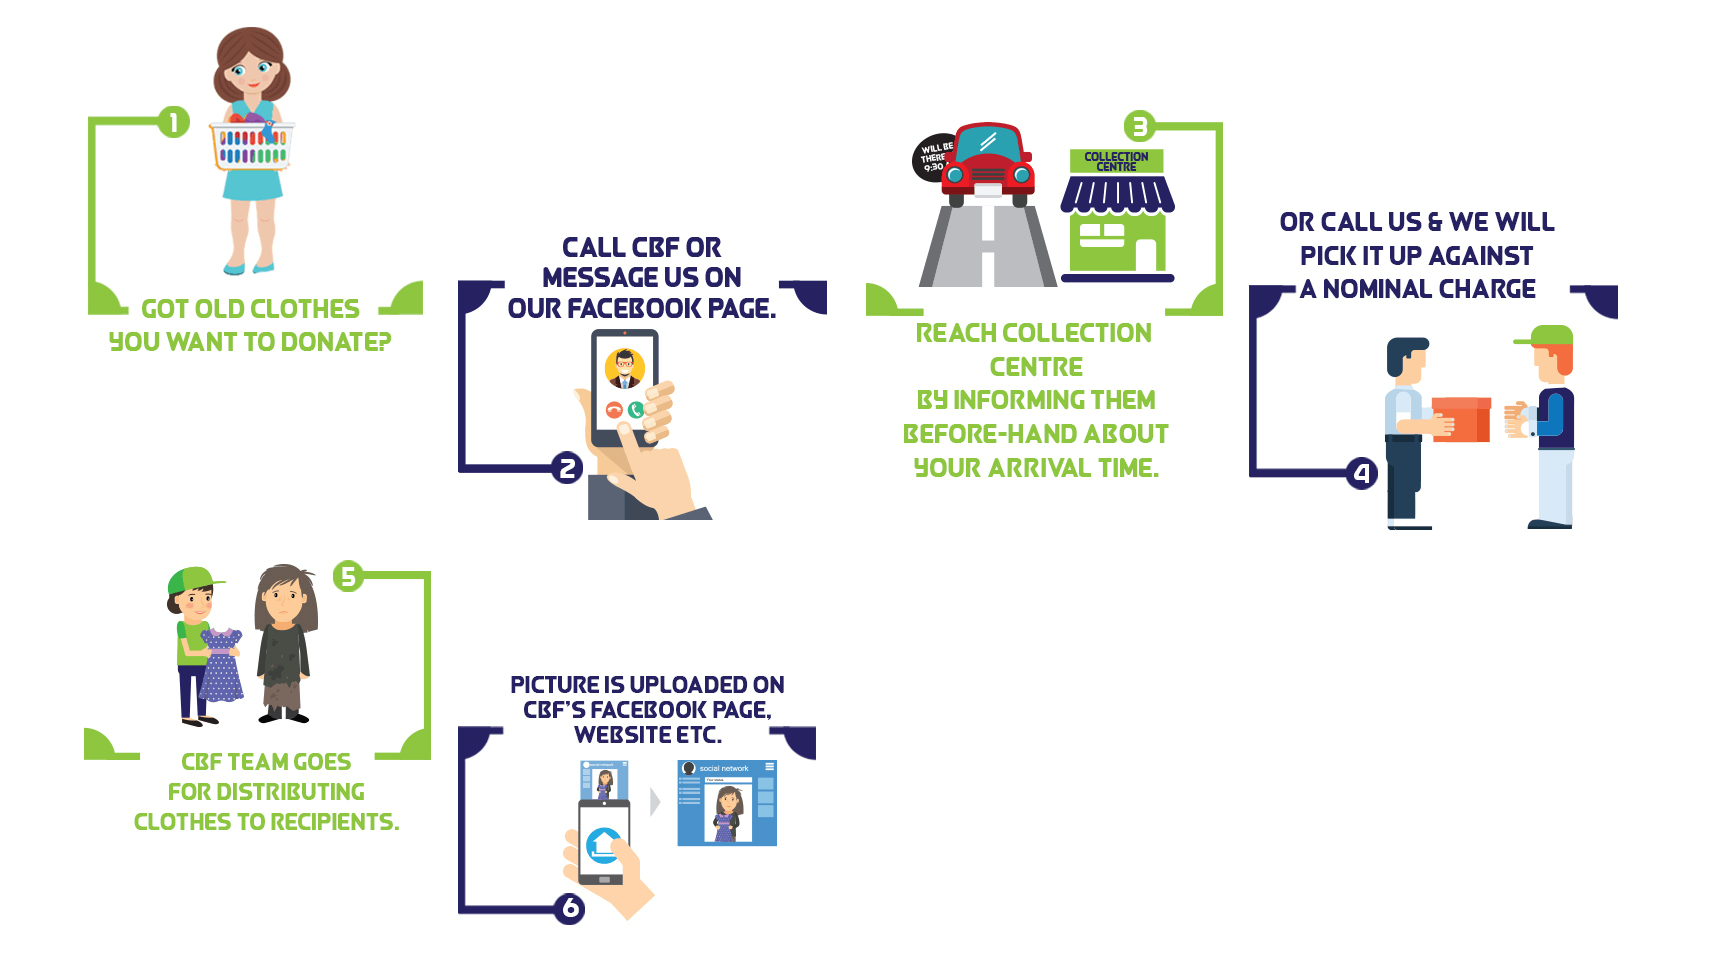 1
GOT OLD CLOTHES
YOU WANT TO DONATE?
CALL CBF OR
MESSAGE US ON
OUR FACEBOOK PAGE.
2
3
WILL BE
THERE
9:30
COLLECTION
CENTRE
REACH COLLECTION
CENTRE
BY INFORMING THEM
BEFORE-HAND ABOUT
YOUR ARRIVAL TIME.
OR CALL US & WE WILL
PICK IT UP AGAINST
A NOMINAL CHARGE
4
5
CBF TEAM GOES
FOR DISTRIBUTING
CLOTHES TO RECIPIENTS.
PICTURE IS UPLOADED ON
CBF'S FACEBOOK PAGE,
WEBSITE ETC.
social network
social network
6